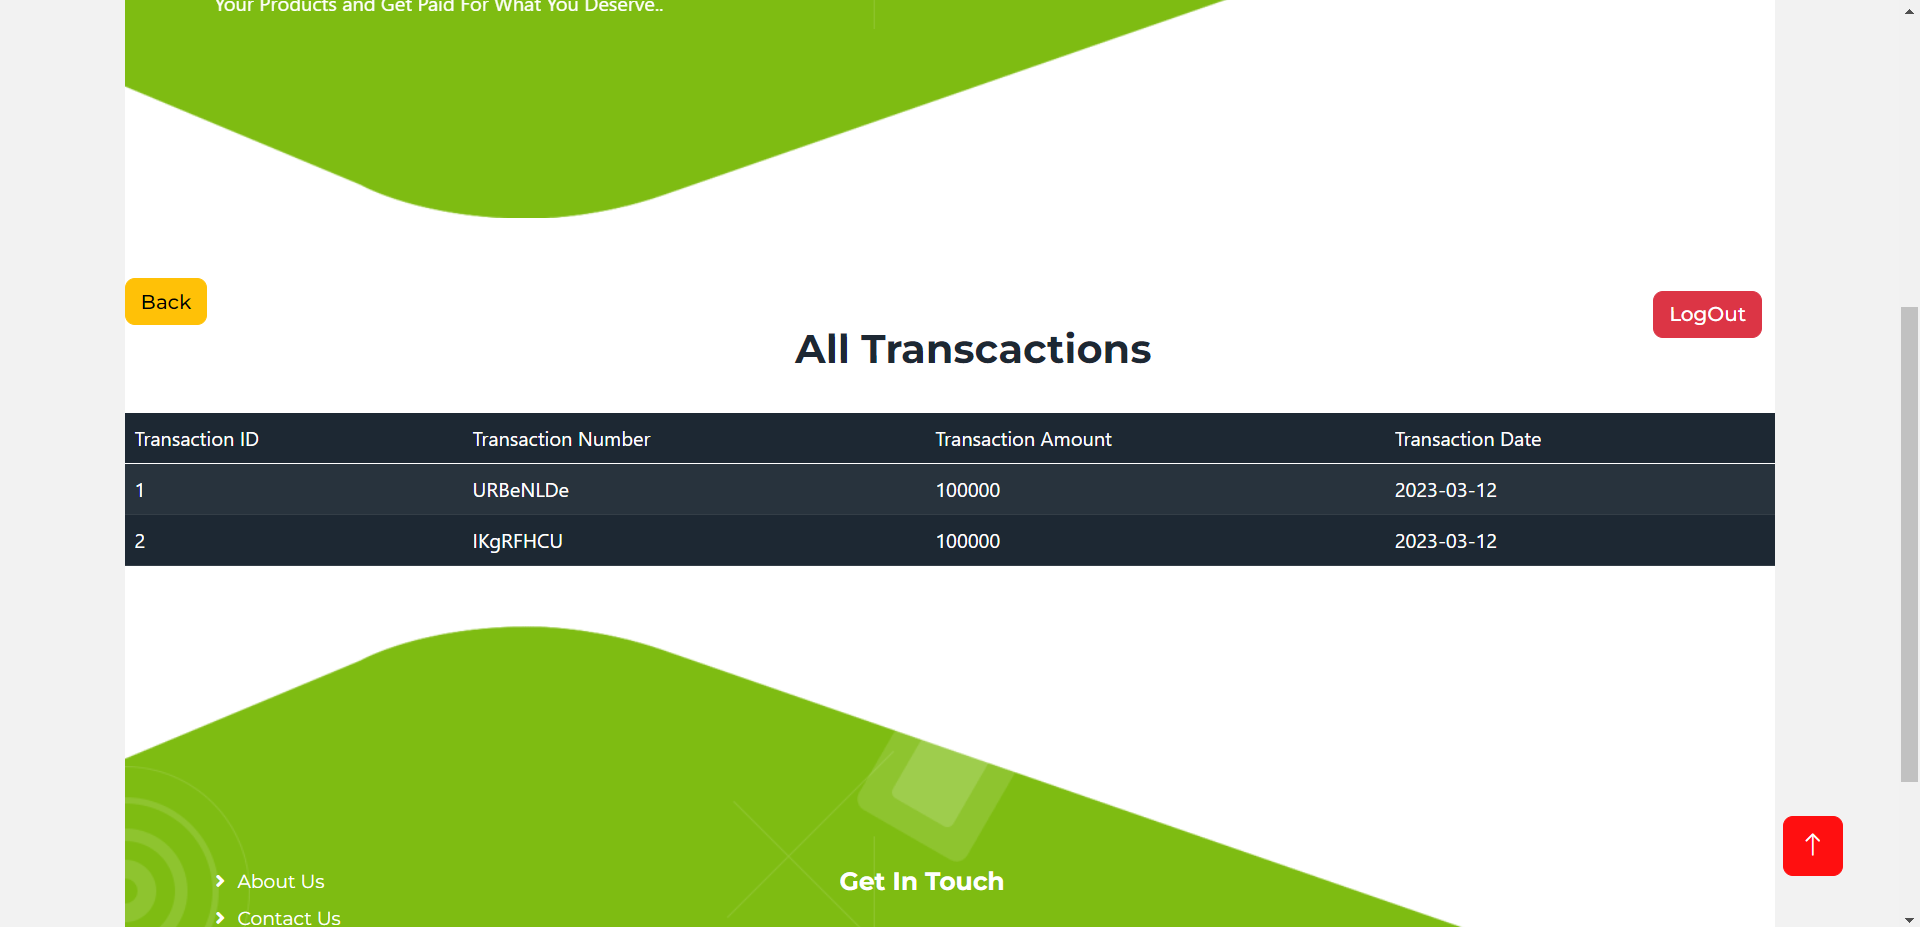 Your Products and Get Paid For What You Deserve..
Back
LogOut
All Transcactions
Transaction ID Transaction Number Transaction Amount Transaction Date
1 URBeNLDe 100000 2023-03-12
2 IKgRFHCU 100000 2023-03-12
About Us
Get In Touch
Contact Us